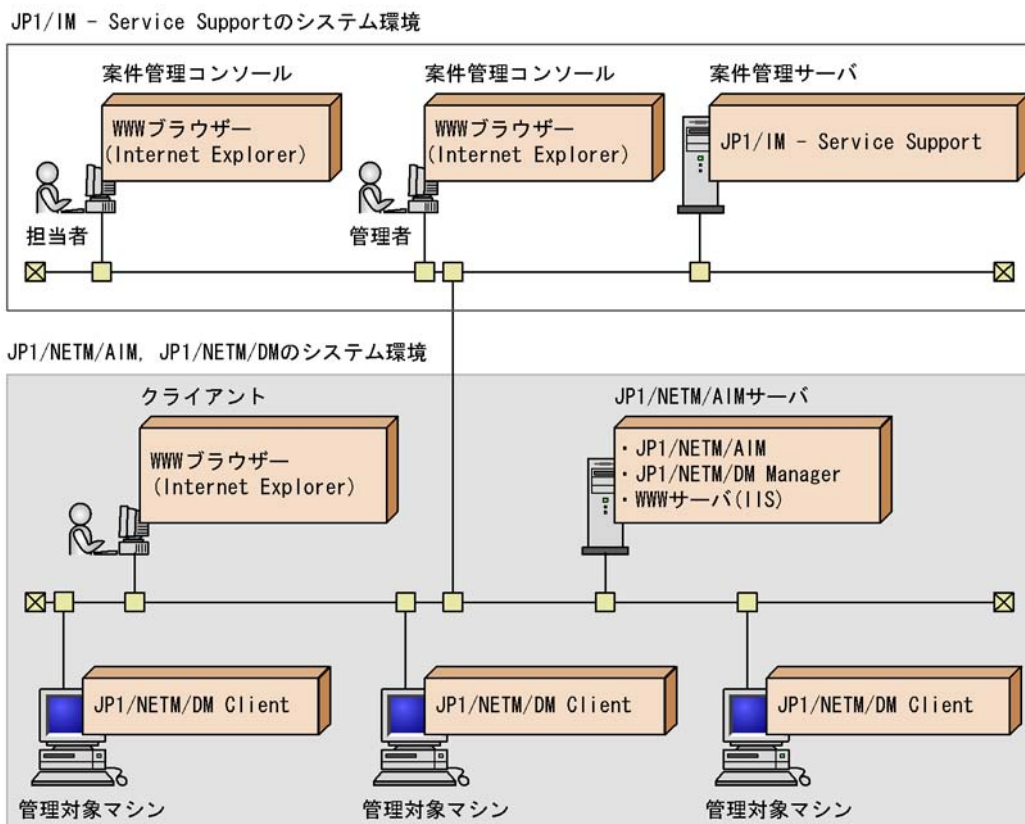 JP1/IM - Service Supportのシステム環境
案件管理コンソール
案件管理コンソール
案件管理サーバ
WWWブラウザー
(Internet Explorer)
WWWブラウザー
(Internet Explorer)
JP1/IM - Service Support
担当者
管理者
JP1/NETM/AIM, JP1/NETM/DMのシステム環境
クライアント
JP1/NETM/AIMサーバ
WWWブラウザー
(Internet Explorer)
・JP1/NETM/AIM
・JP1/NETM/DM Manager
・WWWサーバ(IIS)
JP1/NETM/DM Client
JP1/NETM/DM Client
JP1/NETM/DM Client
管理対象マシン
管理対象マシン
管理対象マシン